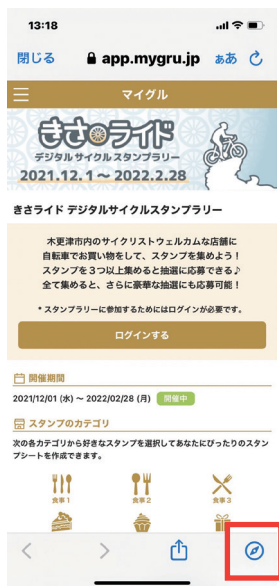 13:18
閉じる
app.mygru.jp
ああ
マイグル
きさ●ライド
デジタルサイクルスタンプラリー
2021.12.1～2022.2.28
きさライド デジタルサイクルスタンプラリー
木更津市内のサイクリストウェルカムな店舗に
自転車でお買い物をして、スタンプを集めよう！
スタンプを３つ以上集めると抽選に応募できる♪
全て集めると、さらに豪華な抽選にも応募可能！
* スタンプラリーに参加するためにはログインが必要です。
ログインする
開催期間
2021/12/01 (水) ～ 2022/02/28 (月)
開催中
スタンプのカテゴリ
次の各カテゴリから好きなスタンプを選択してあなたにぴったりのスタン
プシートを作成できます。
食事1
食事2
食事3